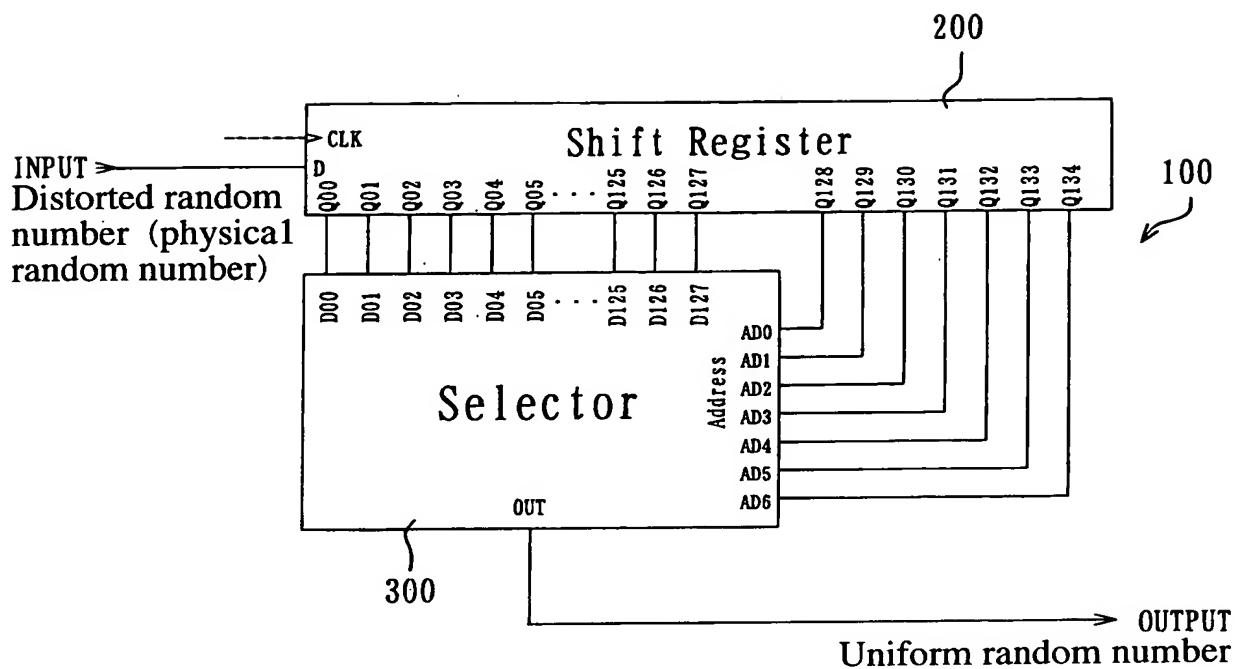 200
CLK
Shift Register
INPUT
D
Distorted random
number (physical
random number)
Q00 Q01 Q02 Q03 Q04 Q05 ···· Q125 Q126 Q127 Q128 Q129 Q130 Q131 Q132 Q133 Q134
100
D00 D01 D02 D03 D04 D05 ···· D125 D126 D127
Address
AD0
AD1
AD2
AD3
AD4
AD5
AD6
Selector
OUT
300
OUTPUT
Uniform random number